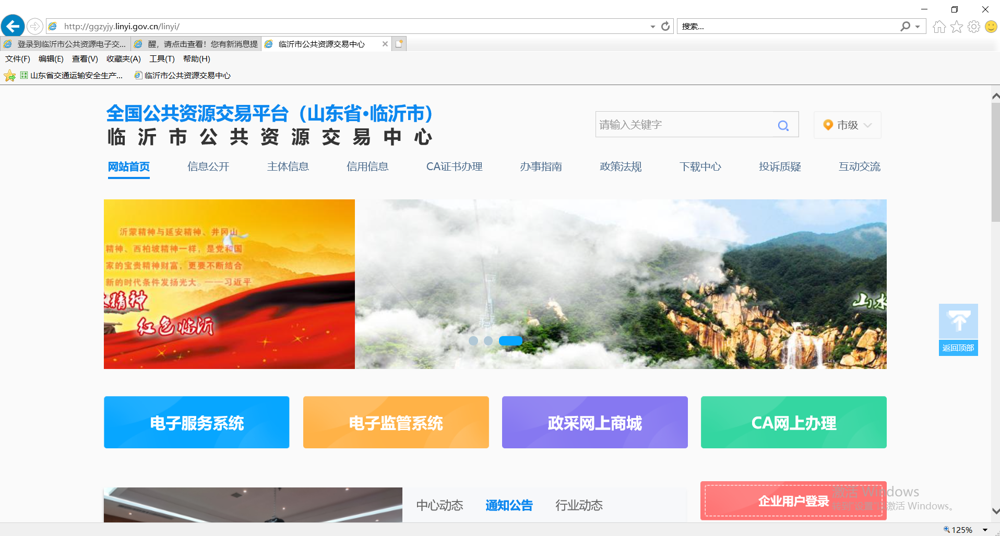 http://ggzyjy.linyi.gov.cn/linyi/
搜索...
登录到临沂市公共资源电子交...
醒，请点击查看！您有新消息提
临沂市公共资源交易中心
文件(F) 编辑(E) 查看(V) 收藏夹(A) 工具(T) 帮助(H)
山东省交通运输安全生产...
临沂市公共资源交易中心
全国公共资源交易平台（山东省·临沂市）
临沂市公共资源交易中心
请输入关键字
市级
网站首页 信息公开 主体信息 信用信息 CA证书办理 办事指南 政策法规 下载中心 投诉质疑 互动交流
沂蒙精神与延安精神、井冈山
精神、西柏坡精神一样，是党和国
家的宝贵精神财富，更要不断结合
新的时代条件发扬光大。——习近平
精神
红色临沂
山水
返回顶部
电子服务系统
电子监管系统
政采网上商城
CA网上办理
中心动态 通知公告 行业动态
企业用户登录
激活 Windows
转到"设置"以激活 Windows。
125%